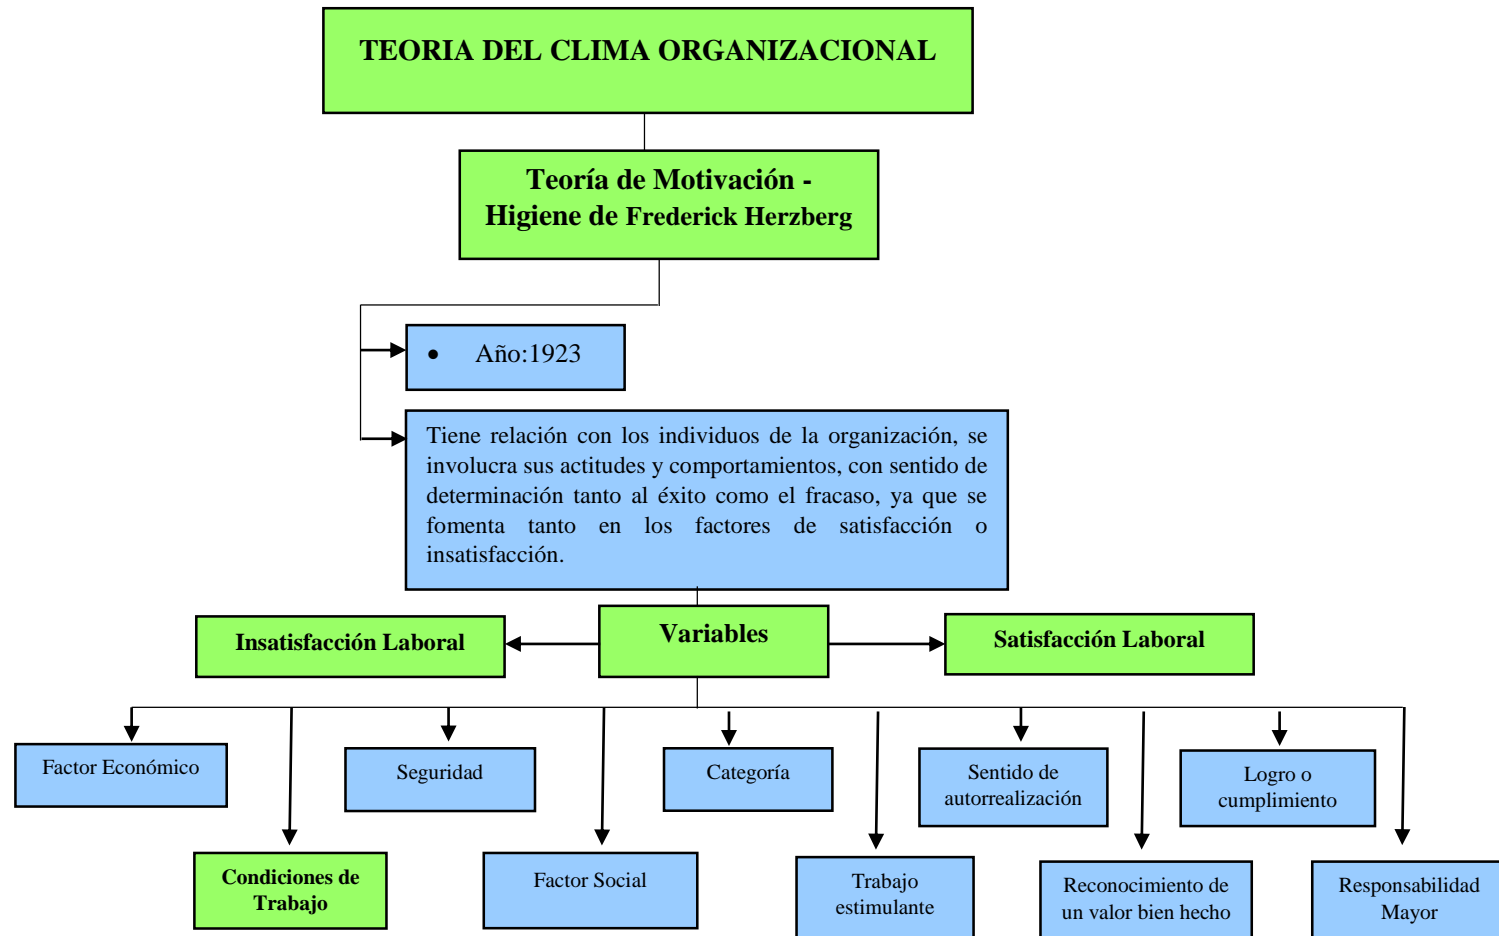 TEORIA DEL CLIMA ORGANIZACIONAL
Teoría de Motivación -
Higiene de Frederick Herzberg
• Año:1923
Tiene relación con los individuos de la organización, se
involucra sus actitudes y comportamientos, con sentido de
determinación tanto al éxito como el fracaso, ya que se
fomenta tanto en los factores de satisfacción o
insatisfacción.
Insatisfacción Laboral
Variables
Satisfacción Laboral
Factor Económico
Seguridad
Categoría
Sentido de
autorrealización
Logro o
cumplimiento
Condiciones de
Trabajo
Factor Social
Trabajo
estimulante
Reconocimiento de
un valor bien hecho
Responsabilidad
Mayor